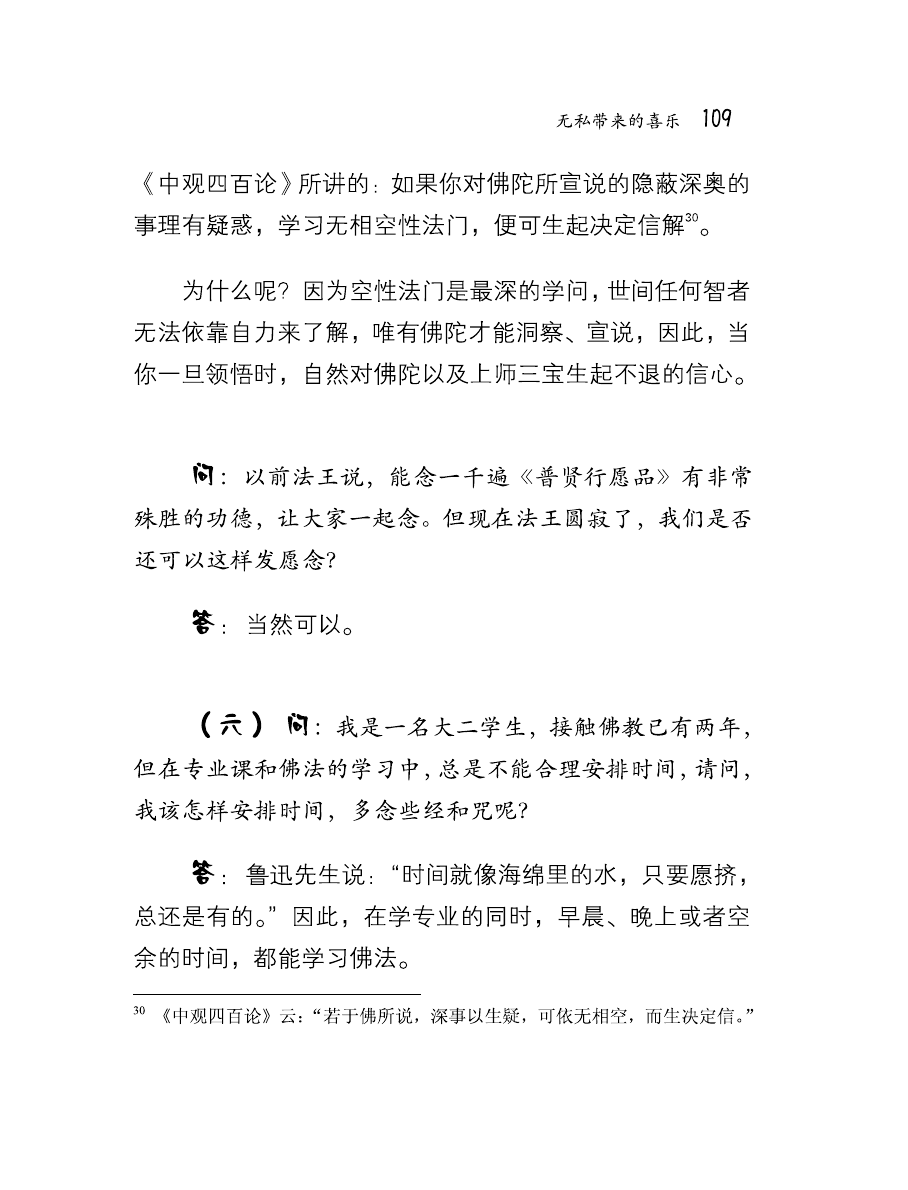 无私带来的喜乐 109
《中观四百论》所讲的：如果你对佛陀所宣说的隐蔽深奥的
事理有疑惑，学习无相空性法门，便可生起决定信解30。
为什么呢？因为空性法门是最深的学问，世间任何智者
无法依靠自力来了解，唯有佛陀才能洞察、宣说，因此，当
你一旦领悟时，自然对佛陀以及上师三宝生起不退的信心。
问：以前法王说，能念一千遍《普贤行愿品》有非常
殊胜的功德，让大家一起念。但现在法王圆寂了，我们是否
还可以这样发愿念？
答： 当然可以。
（六） 问：我是一名大二学生，接触佛教已有两年，
但在专业课和佛法的学习中，总是不能合理安排时间，请问，
我该怎样安排时间，多念些经和咒呢？
答： 鲁迅先生说：“时间就像海绵里的水，只要愿挤，
总还是有的。”因此，在学专业的同时，早晨、晚上或者空
余的时间，都能学习佛法。
30 《中观四百论》云：“若于佛所说，深事以生疑，可依无相空，而生决定信。”